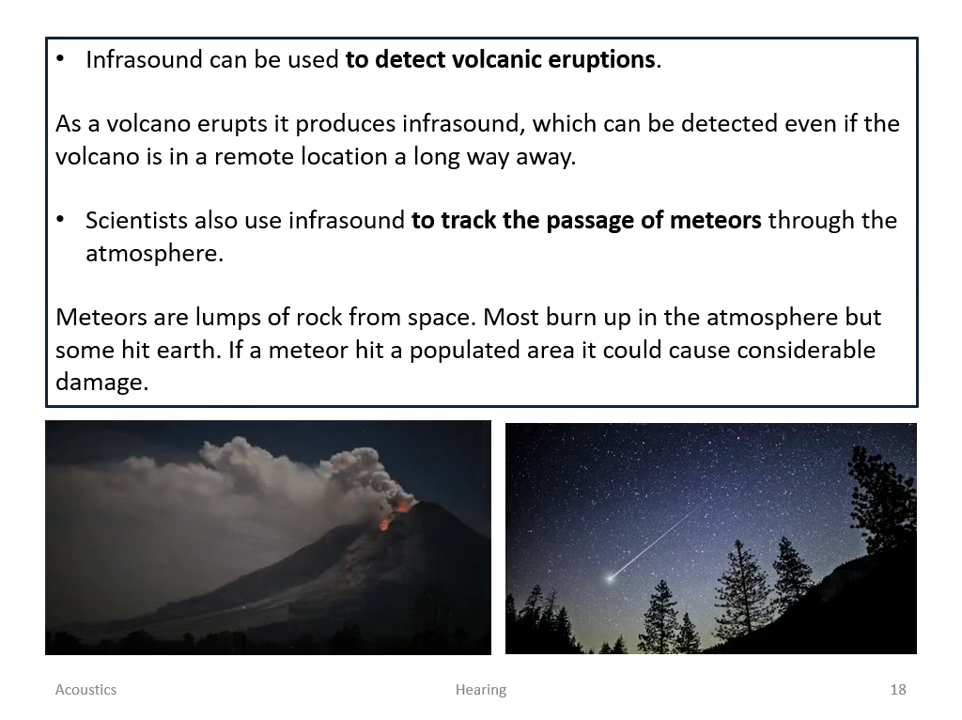 • Infrasound can be used to detect volcanic eruptions.
As a volcano erupts it produces infrasound, which can be detected even if the
volcano is in a remote location a long way away.
• Scientists also use infrasound to track the passage of meteors through the
atmosphere.
Meteors are lumps of rock from space. Most burn up in the atmosphere but
some hit earth. If a meteor hit a populated area it could cause considerable
damage.
Acoustics
Hearing
18